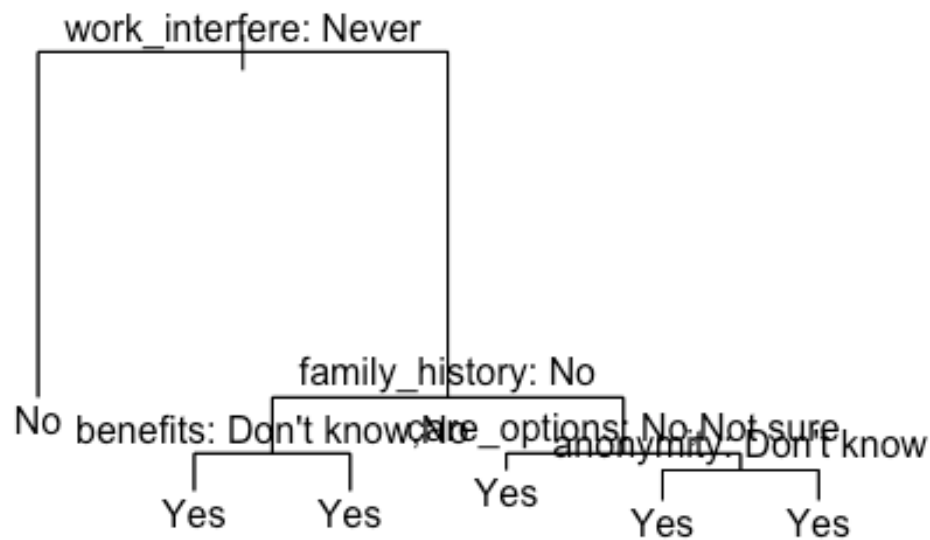 work_interfere: Never
family_history: No
No
benefits: Don't know,No
care_options: No,Not sure
anonymity: Don't know
Yes
Yes
Yes
Yes
Yes